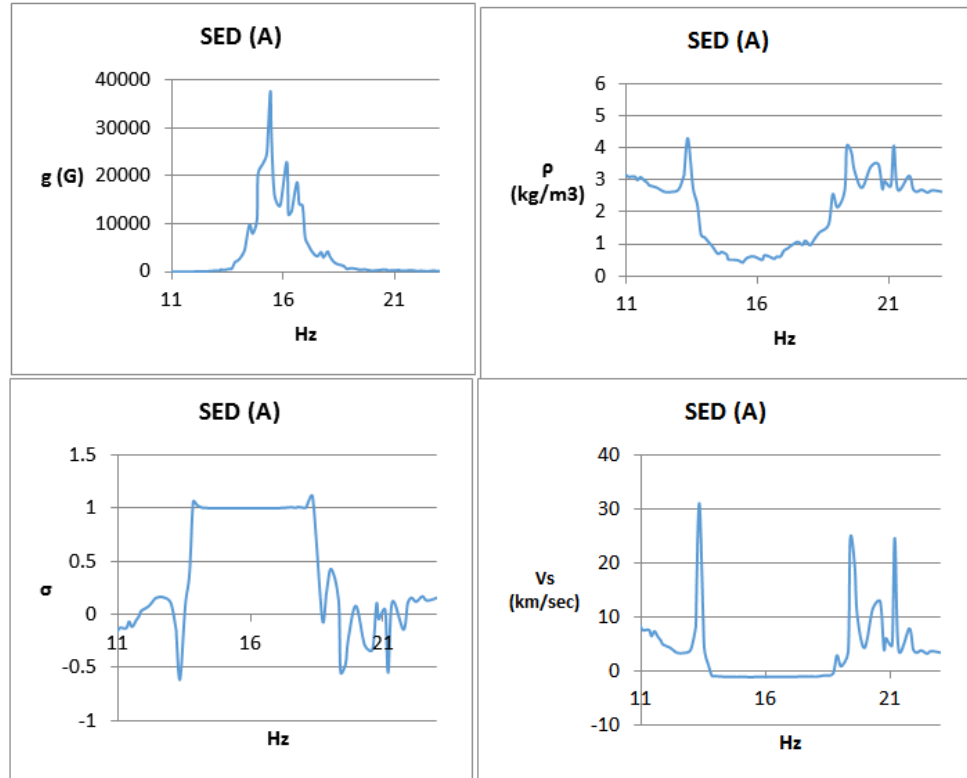 SED (A)
40000
30000
20000
10000
0
g (G)
11 16 21
Hz
SED (A)
6
5
4
3
2
1
0
ρ
(kg/m3)
11 16 21
Hz
SED (A)
1.5
1
0.5
0
-0.5
-1
σ
11 16 21
Hz
SED (A)
40
30
20
10
0
-10
Vs
(km/sec)
11 16 21
Hz